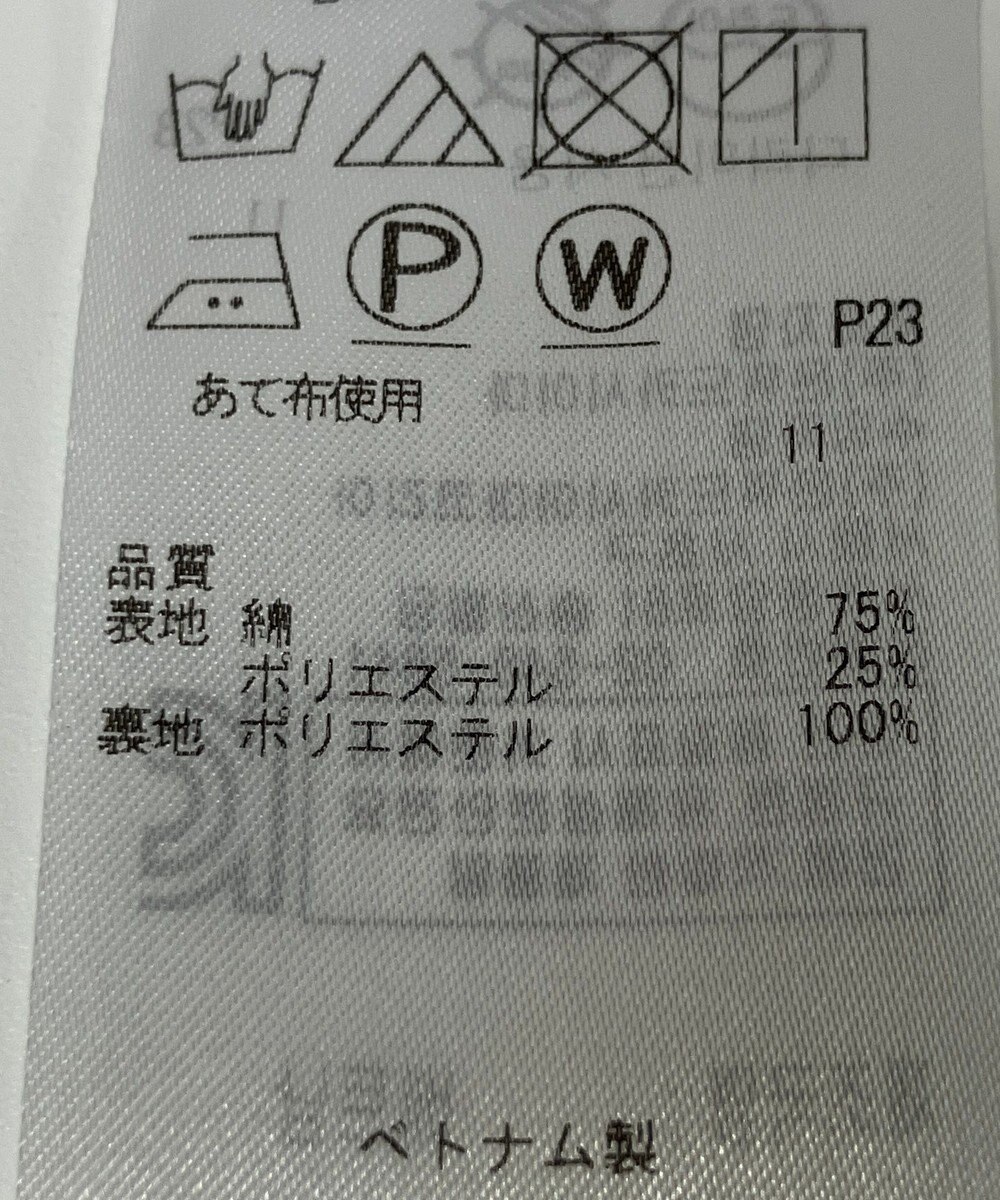 P
W
P23
あて布使用
11
品質
表地 綿 75%
ポリエステル 25%
裏地 ポリエステル 100%
ベトナム製